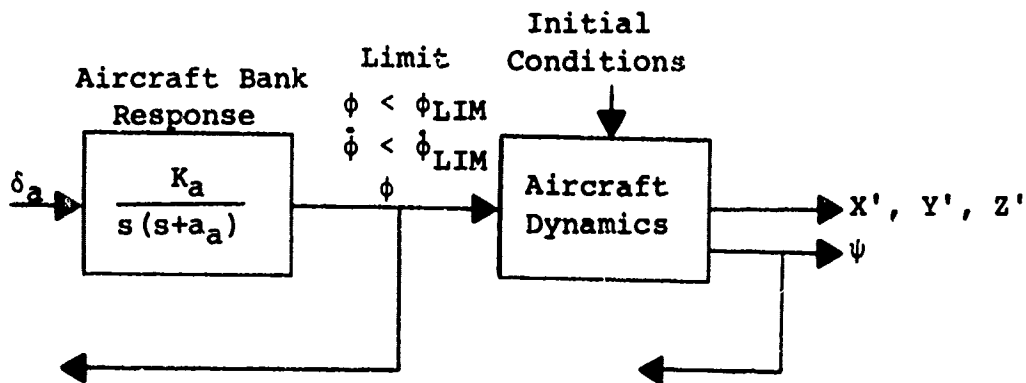 Initial
Conditions
Limit
ϕ < ϕLIM
ϕ̇ < ϕ̇LIM
ϕ
Aircraft Bank
Response
δa
Ka
s(s+aa)
Aircraft
Dynamics
X', Y', Z'
ψ